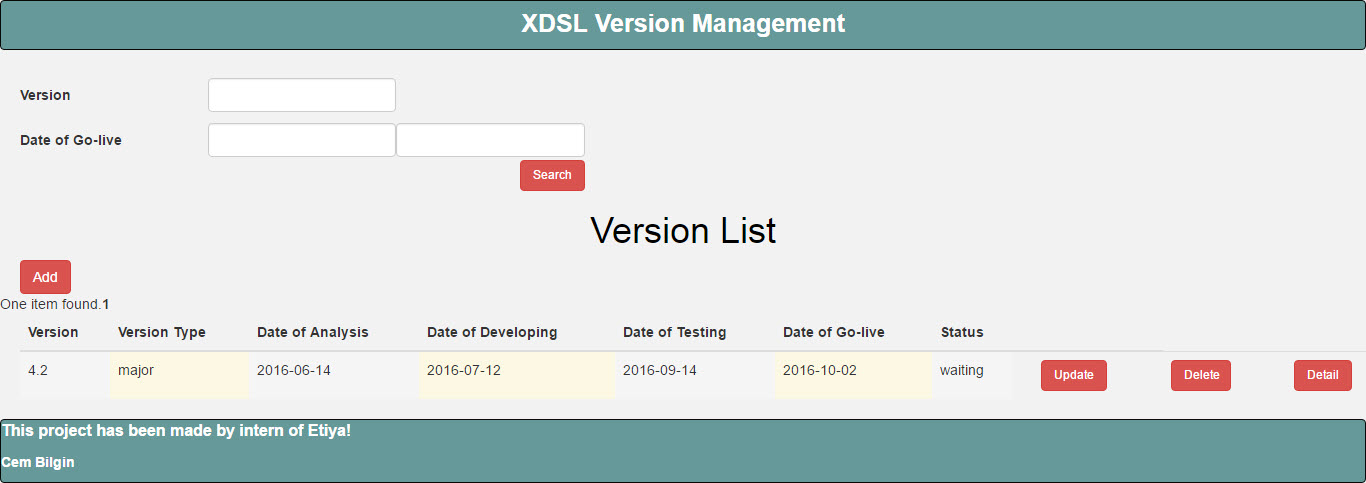 XDSL Version Management
Version
Date of Go-live
Search
Version List
Add
One item found.1
Version Version Type Date of Analysis Date of Developing Date of Testing Date of Go-live Status
4.2 major 2016-06-14 2016-07-12 2016-09-14 2016-10-02 waiting Update Delete Detail
This project has been made by intern of Etiya!
Cem Bilgin